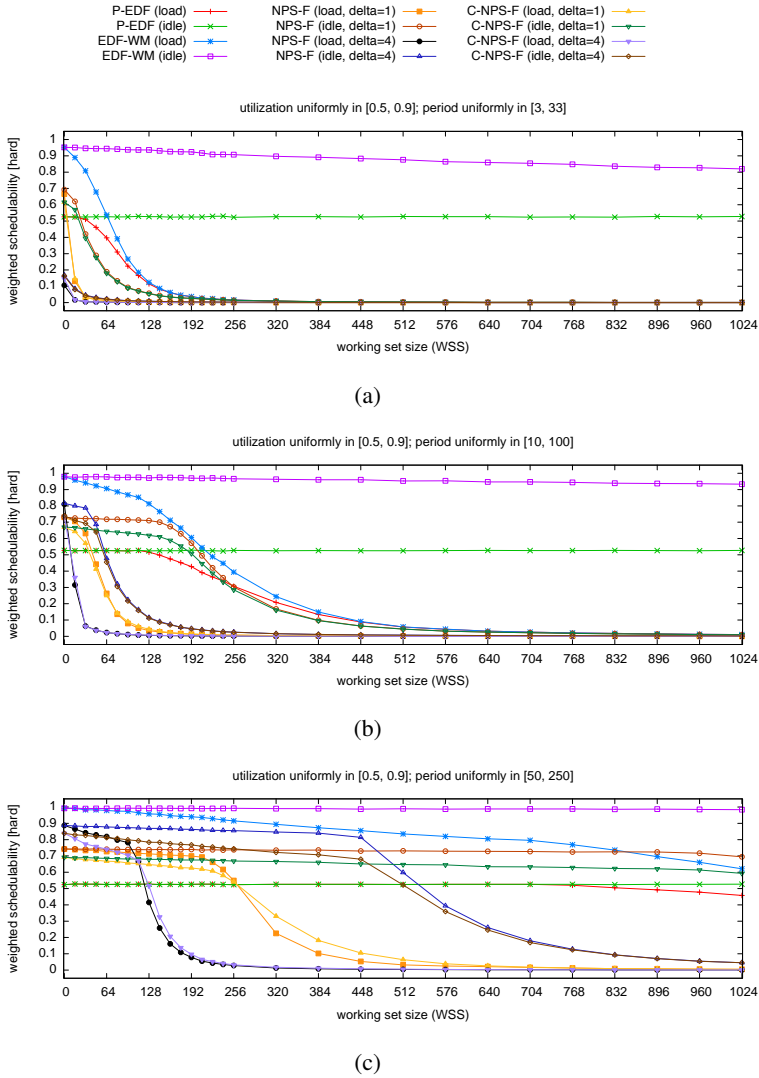 P-EDF (load) NPS-F (load, delta=1) C-NPS-F (load, delta=1)
P-EDF (idle) NPS-F (idle, delta=1) C-NPS-F (idle, delta=1)
EDF-WM (load) NPS-F (load, delta=4) C-NPS-F (load, delta=4)
EDF-WM (idle) NPS-F (idle, delta=4) C-NPS-F (idle, delta=4)
utilization uniformly in [0.5, 0.9]; period uniformly in [3, 33]
weighted schedulability [hard]
1
0.9
0.8
0.7
0.6
0.5
0.4
0.3
0.2
0.1
0
0 64 128 192 256 320 384 448 512 576 640 704 768 832 896 960 1024
working set size (WSS)
(a)
utilization uniformly in [0.5, 0.9]; period uniformly in [10, 100]
weighted schedulability [hard]
1
0.9
0.8
0.7
0.6
0.5
0.4
0.3
0.2
0.1
0
0 64 128 192 256 320 384 448 512 576 640 704 768 832 896 960 1024
working set size (WSS)
(b)
utilization uniformly in [0.5, 0.9]; period uniformly in [50, 250]
weighted schedulability [hard]
1
0.9
0.8
0.7
0.6
0.5
0.4
0.3
0.2
0.1
0
0 64 128 192 256 320 384 448 512 576 640 704 768 832 896 960 1024
working set size (WSS)
(c)